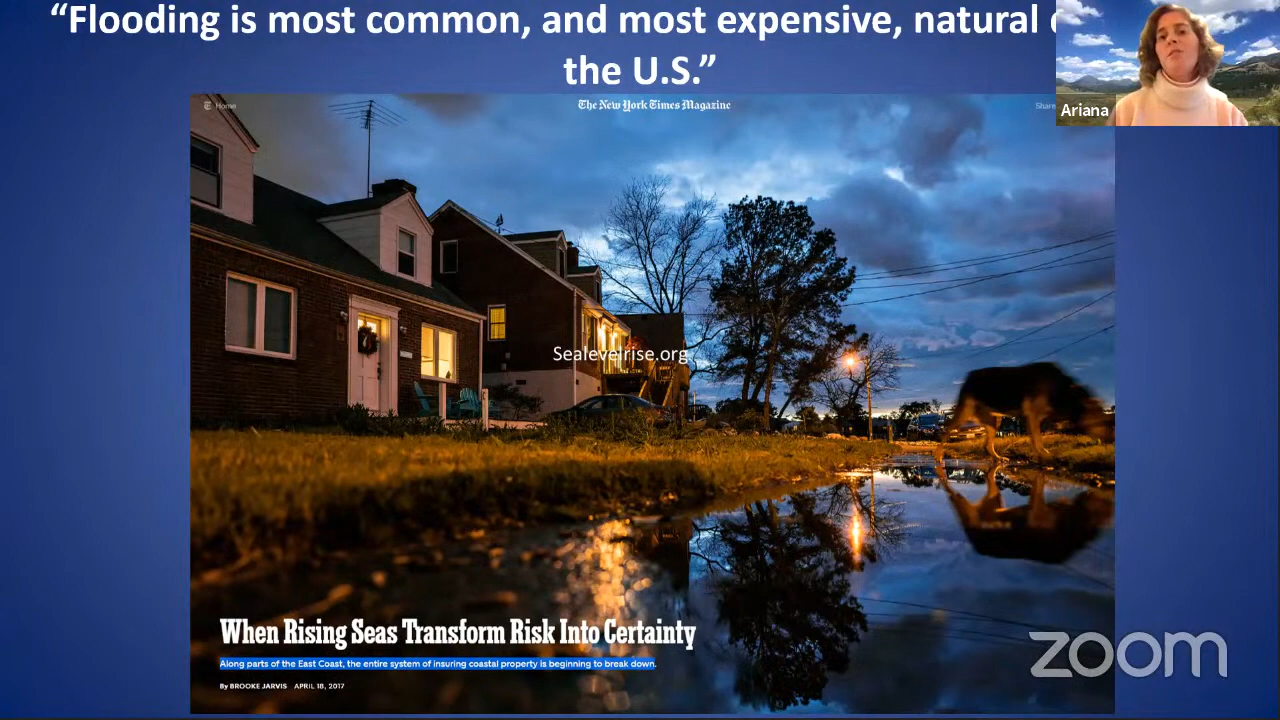 “Flooding is most common, and most expensive, natural
the U.S.”
Home
The New York Times Magazine
Share
Ariana
Sealevelrise.org
When Rising Seas Transform Risk Into Certainty
Along parts of the East Coast, the entire system of insuring coastal property is beginning to break down.
By BROOKE JARVIS APRIL 18, 2017
zoom